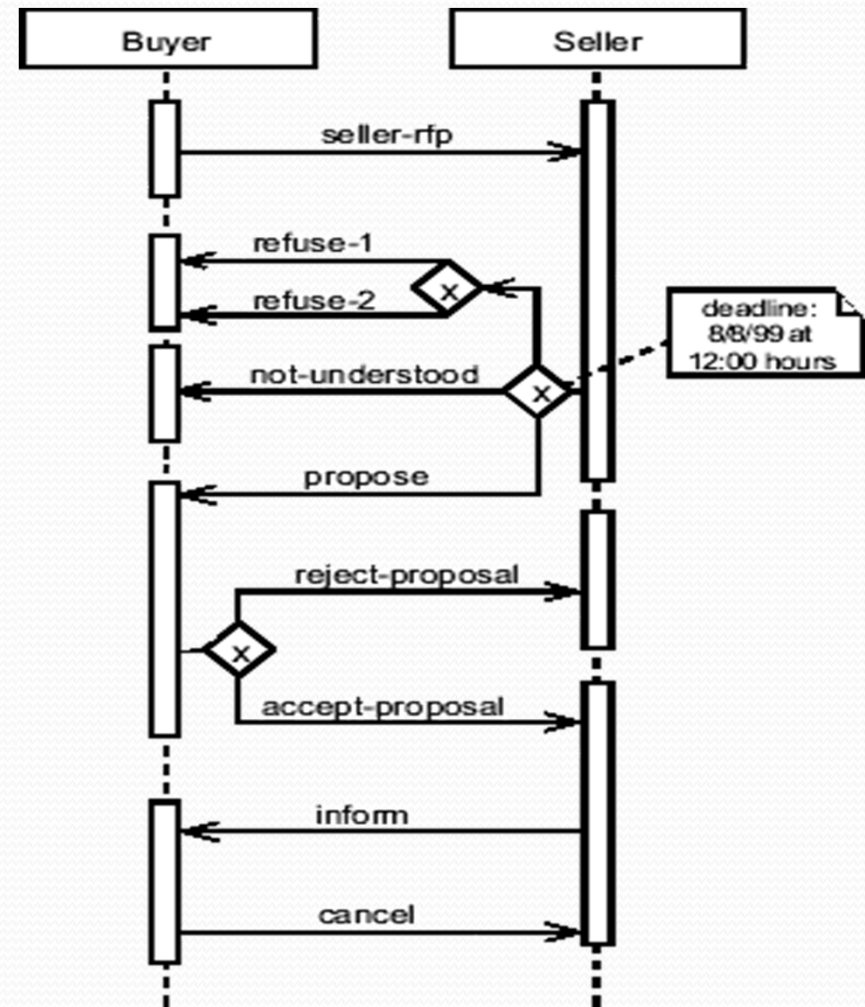 Buyer
Seller
seller-rfp
refuse-1
x
refuse-2
deadline:
8/8/99 at
12:00 hours
not-understood
x
propose
reject-proposal
x
accept-proposal
inform
cancel